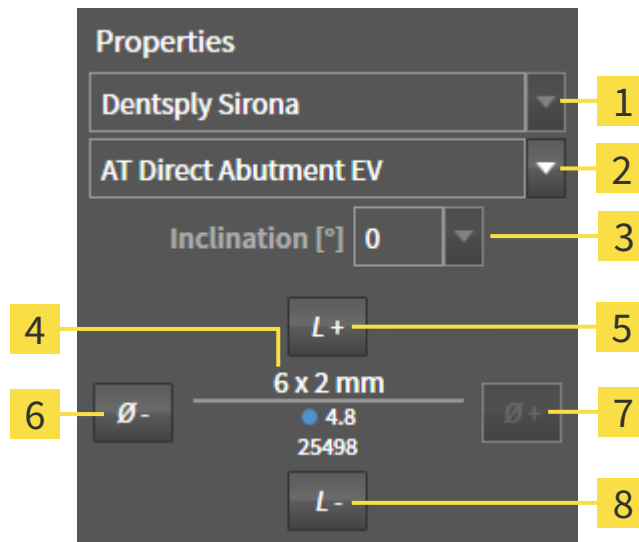 Properties
Dentsply Sirona 1
AT Direct Abutment EV 2
Inclination [°] 0 3
L+ 5
4
6 x 2 mm
6 Ø- 4.8 Ø+ 7
25498
L- 8